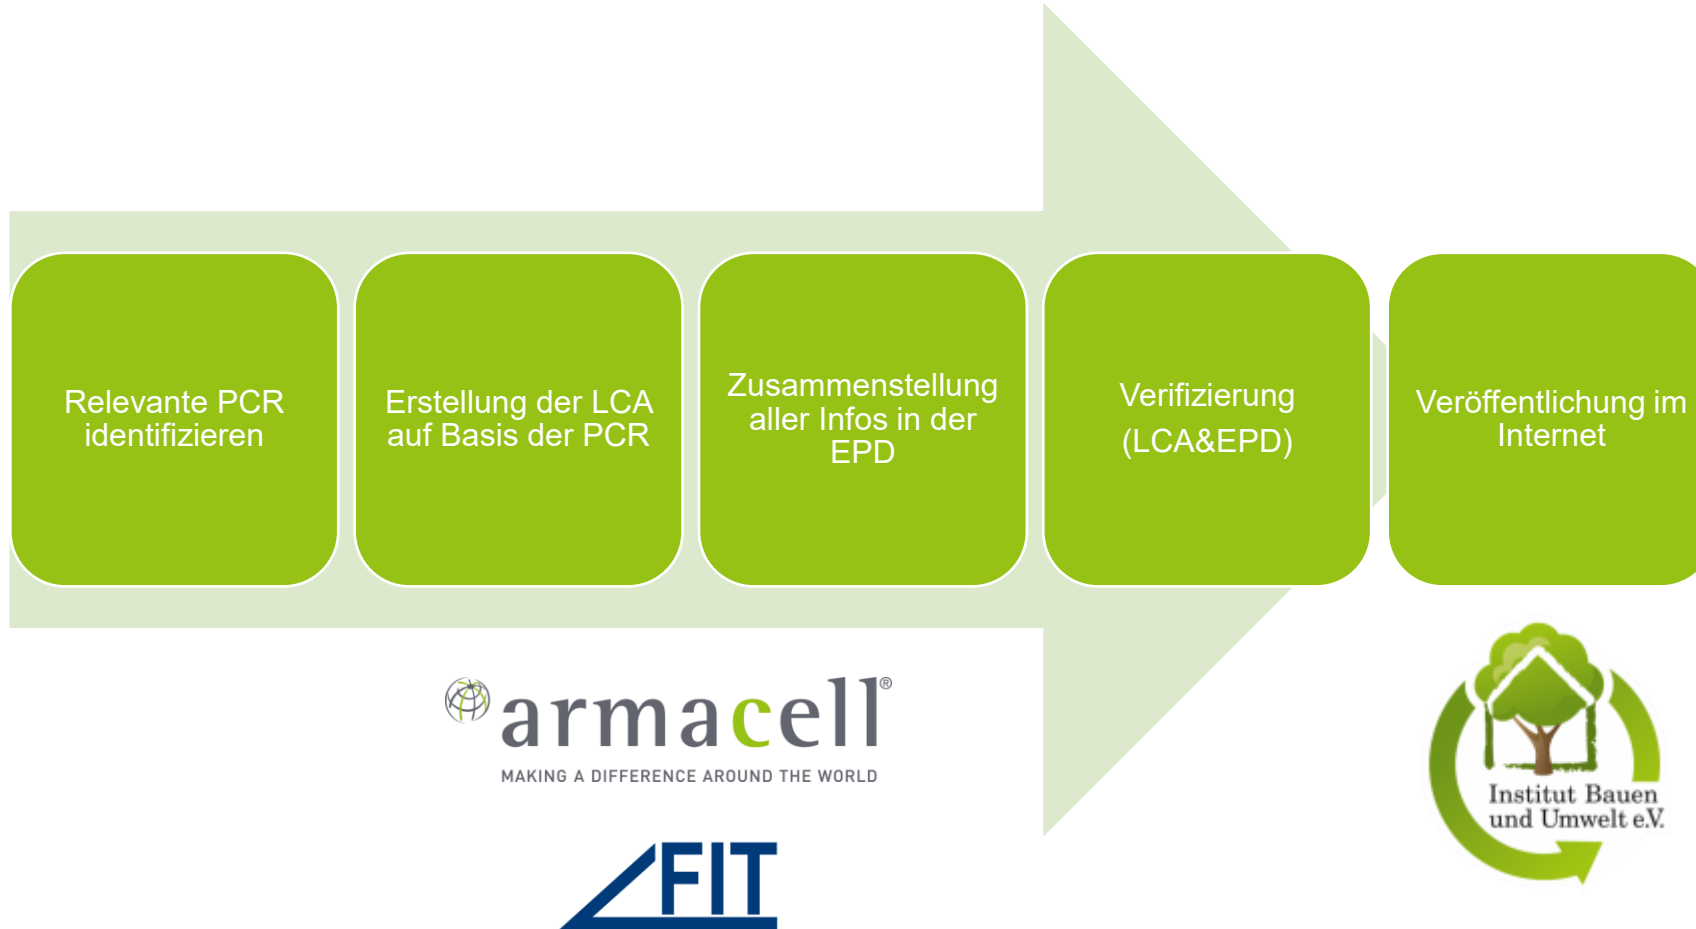 Relevante PCR
identifizieren
Erstellung der LCA
auf Basis der PCR
Zusammenstellung
aller Infos in der
EPD
Verifizierung
(LCA&EPD)
Veröffentlichung im
Internet
armacell®
MAKING A DIFFERENCE AROUND THE WORLD
FIT
Institut Bauen
und Umwelt e.V.